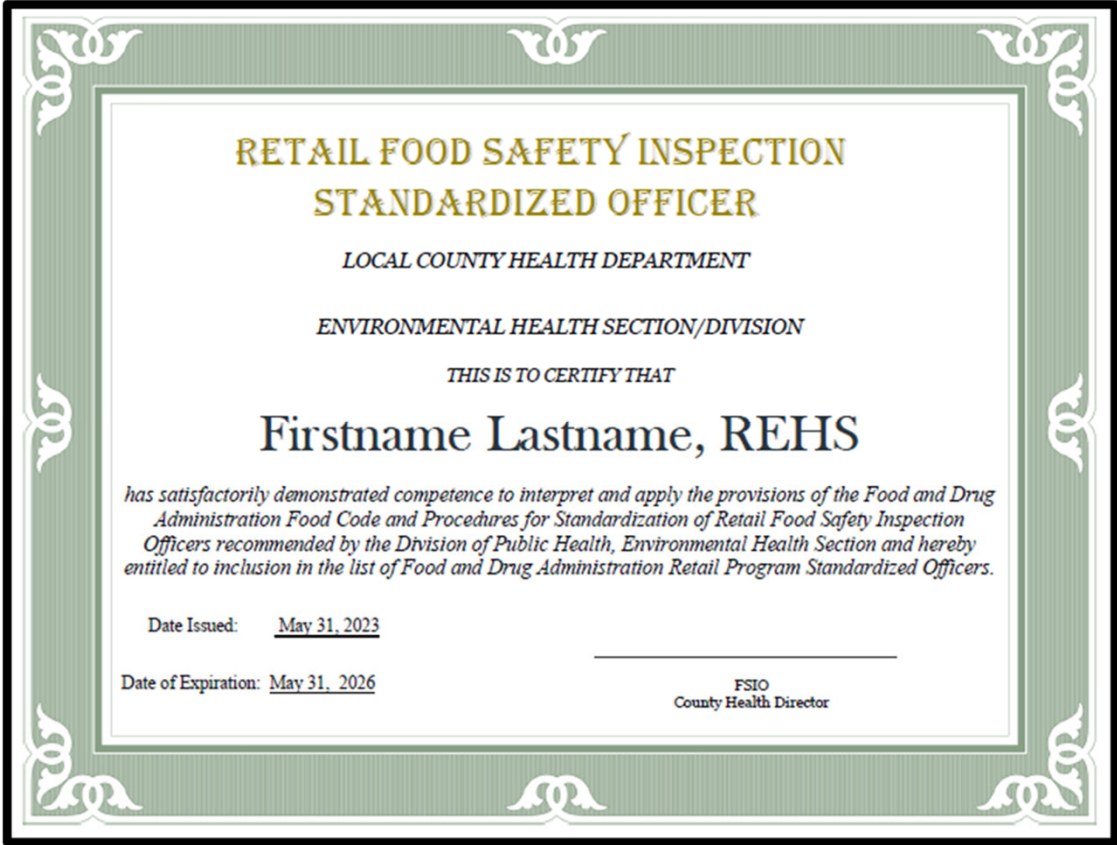 RETAIL FOOD SAFETY INSPECTION
STANDARDIZED OFFICER
LOCAL COUNTY HEALTH DEPARTMENT
ENVIRONMENTAL HEALTH SECTION/DIVISION
THIS IS TO CERTIFY THAT
Firstname Lastname, REHS
has satisfactorily demonstrated competence to interpret and apply the provisions of the Food and Drug
Administration Food Code and Procedures for Standardization of Retail Food Safety Inspection
Officers recommended by the Division of Public Health, Environmental Health Section and hereby
entitled to inclusion in the list of Food and Drug Administration Retail Program Standardized Officers.
Date Issued: May 31, 2023
Date of Expiration: May 31, 2026
FSIO
County Health Director